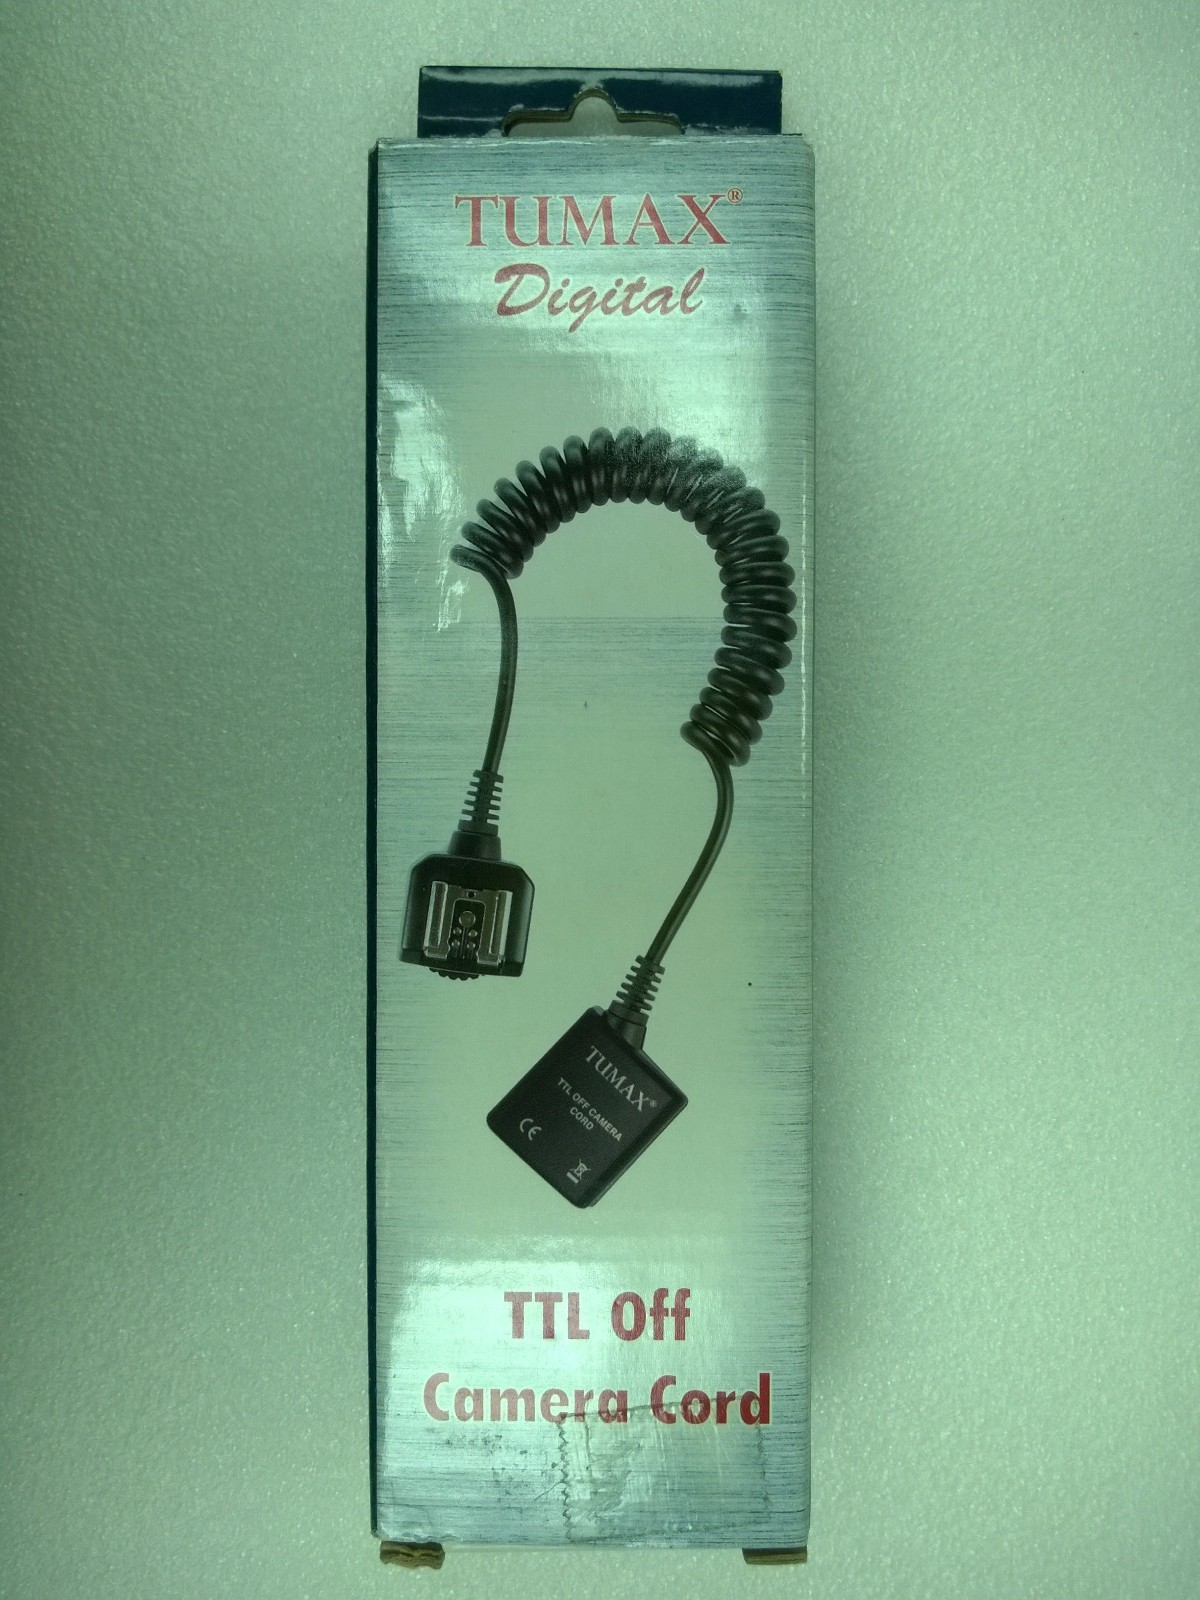 TUMAX®
Digital
TUMAX®
TTL OFF CAMERA
CORD
CE
TTL Off
Camera Cord